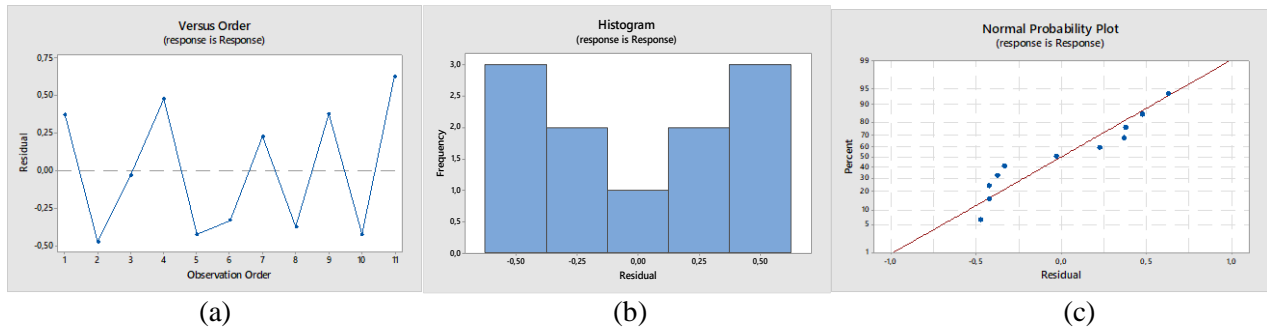 Versus Order
(response is Response)
0,75
0,50
0,25
0,00
-0,25
-0,50
Residual
1 2 3 4 5 6 7 8 9 10 11
Observation Order
(a)
Histogram
(response is Response)
3,0
2,5
2,0
1,5
1,0
0,5
0,0
Frequency
-0,50 -0,25 0,00 0,25 0,50
Residual
(b)
Normal Probability Plot
(response is Response)
99
95
90
80
70
60
50
40
30
20
10
5
1
Percent
-1,0 -0,5 0,0 0,5 1,0
Residual
(c)